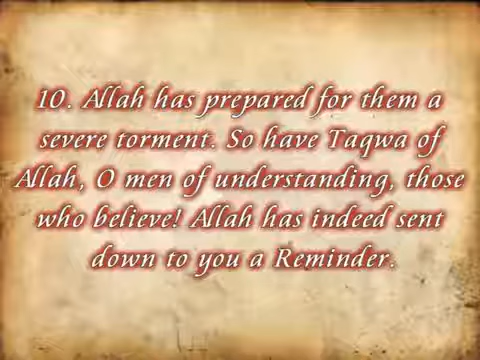 10. Allah has prepared for them a
severe torment. So have Taqwa of
Allah, O men of understanding, those
who believe! Allah has indeed sent
down to you a Reminder.